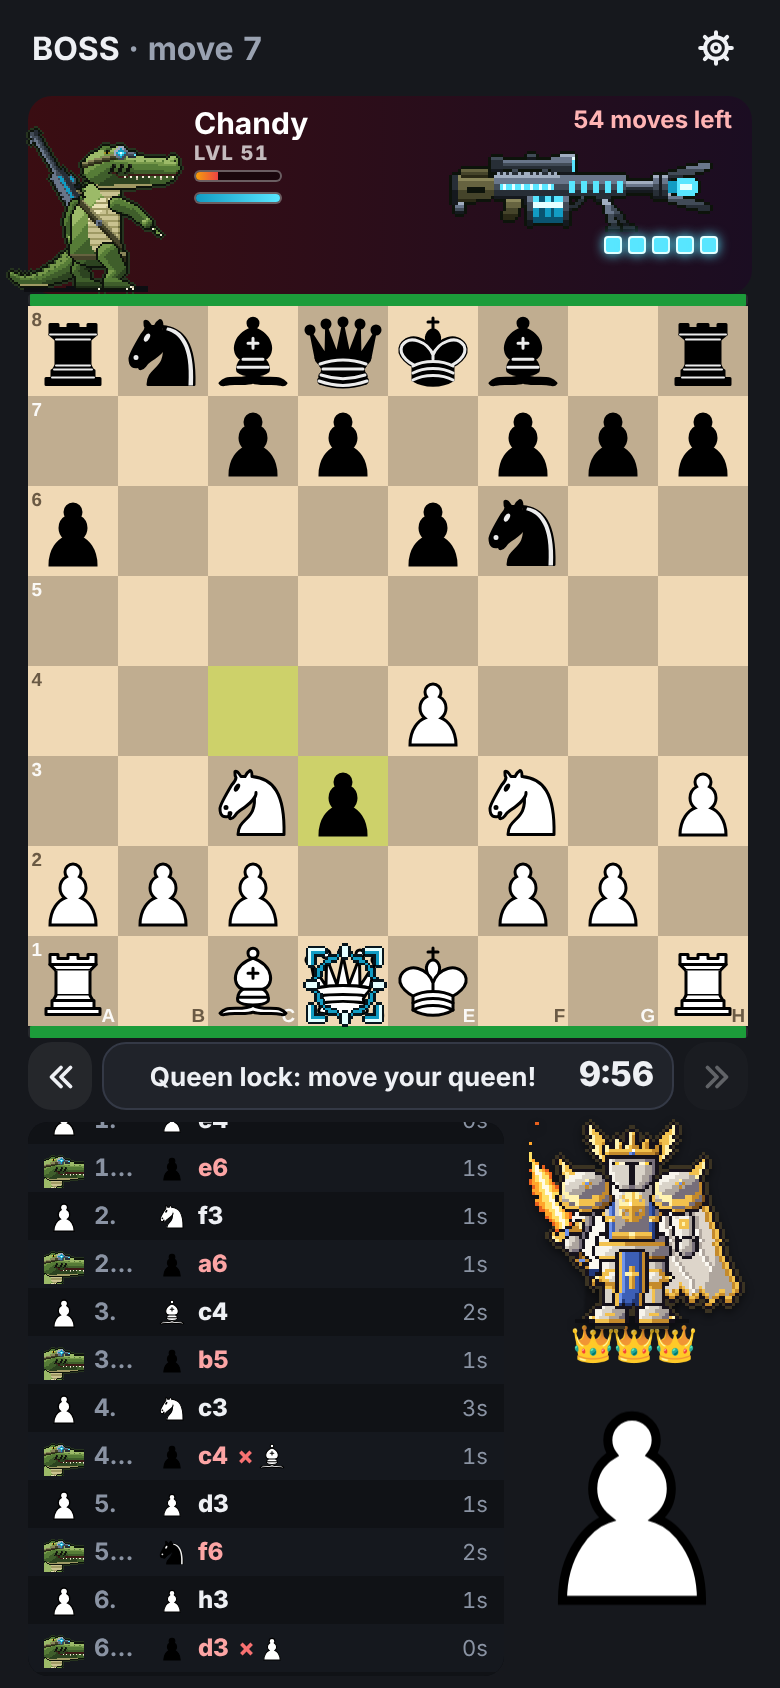 BOSS · move 7
Chandy
54 moves left
LVL 51
8
7
6
5
4
3
2
1
A B C E F G H
Queen lock: move your queen! 9:56
1. e4 0s
1... e6 1s
2. f3 1s
2... a6 1s
3. c4 2s
3... b5 1s
4. c3 3s
4... c4 × 1s
5. d3 1s
5... f6 2s
6. h3 1s
6... d3 × 0s